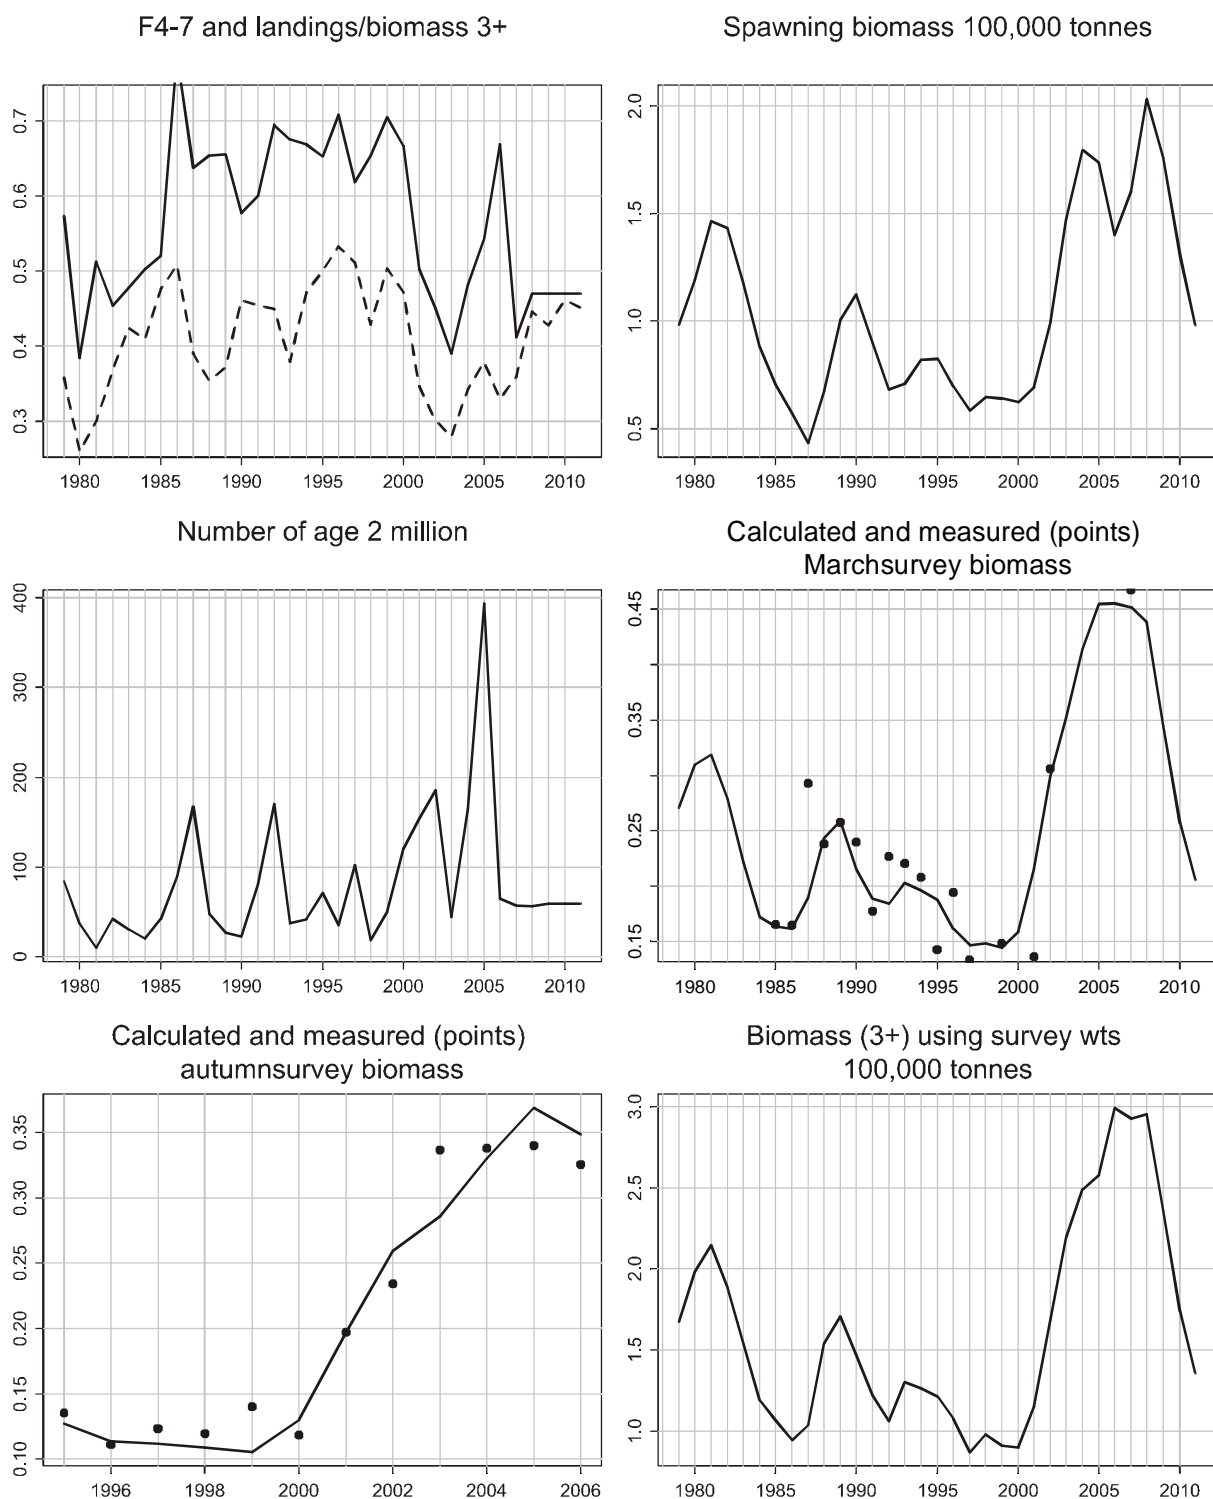 F4-7 and landings/biomass 3+
0.7
0.6
0.5
0.4
0.3
1980 1985 1990 1995 2000 2005 2010
Spawning biomass 100,000 tonnes
2.0
1.5
1.0
0.5
1980 1985 1990 1995 2000 2005 2010
Number of age 2 million
400
300
200
100
0
1980 1985 1990 1995 2000 2005 2010
Calculated and measured (points)
Marchsurvey biomass
0.45
0.35
0.25
0.15
1980 1985 1990 1995 2000 2005 2010
Calculated and measured (points)
autumnsurvey biomass
0.35
0.30
0.25
0.20
0.15
0.10
1996 1998 2000 2002 2004 2006
Biomass (3+) using survey wts
100,000 tonnes
3.0
2.5
2.0
1.5
1.0
1980 1985 1990 1995 2000 2005 2010